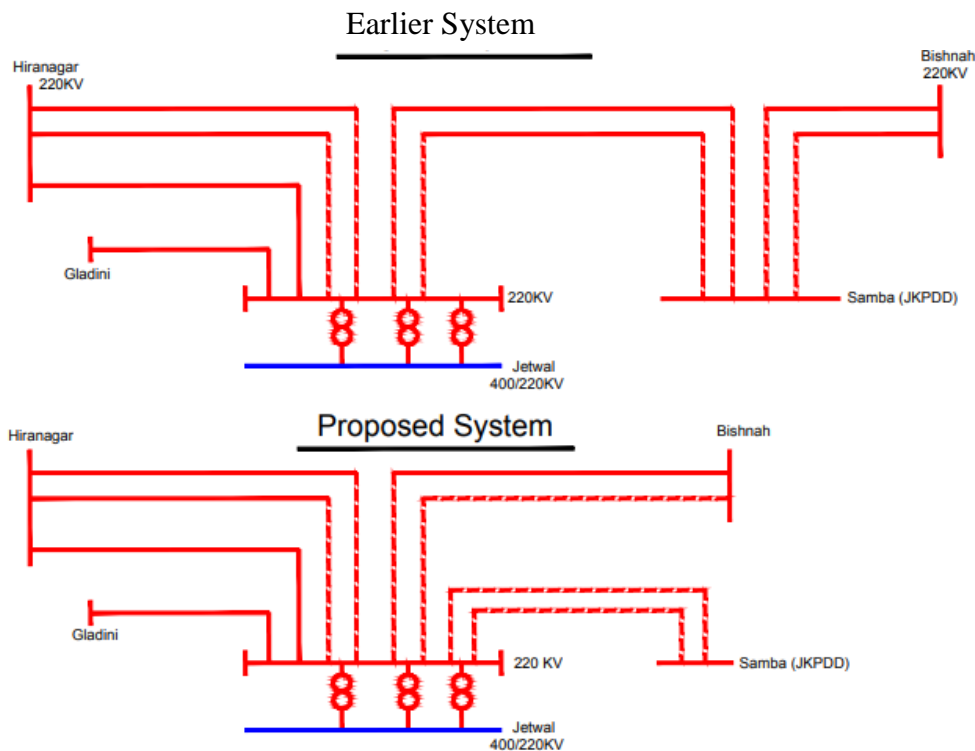 Earlier System
Hiranagar
220KV
Bishnah
220KV
Gladini
220KV
Samba (JKPDD)
Jetwal
400/220KV
Proposed System
Hiranagar
Bishnah
Gladini
220 KV
Samba (JKPDD)
Jetwal
400/220KV